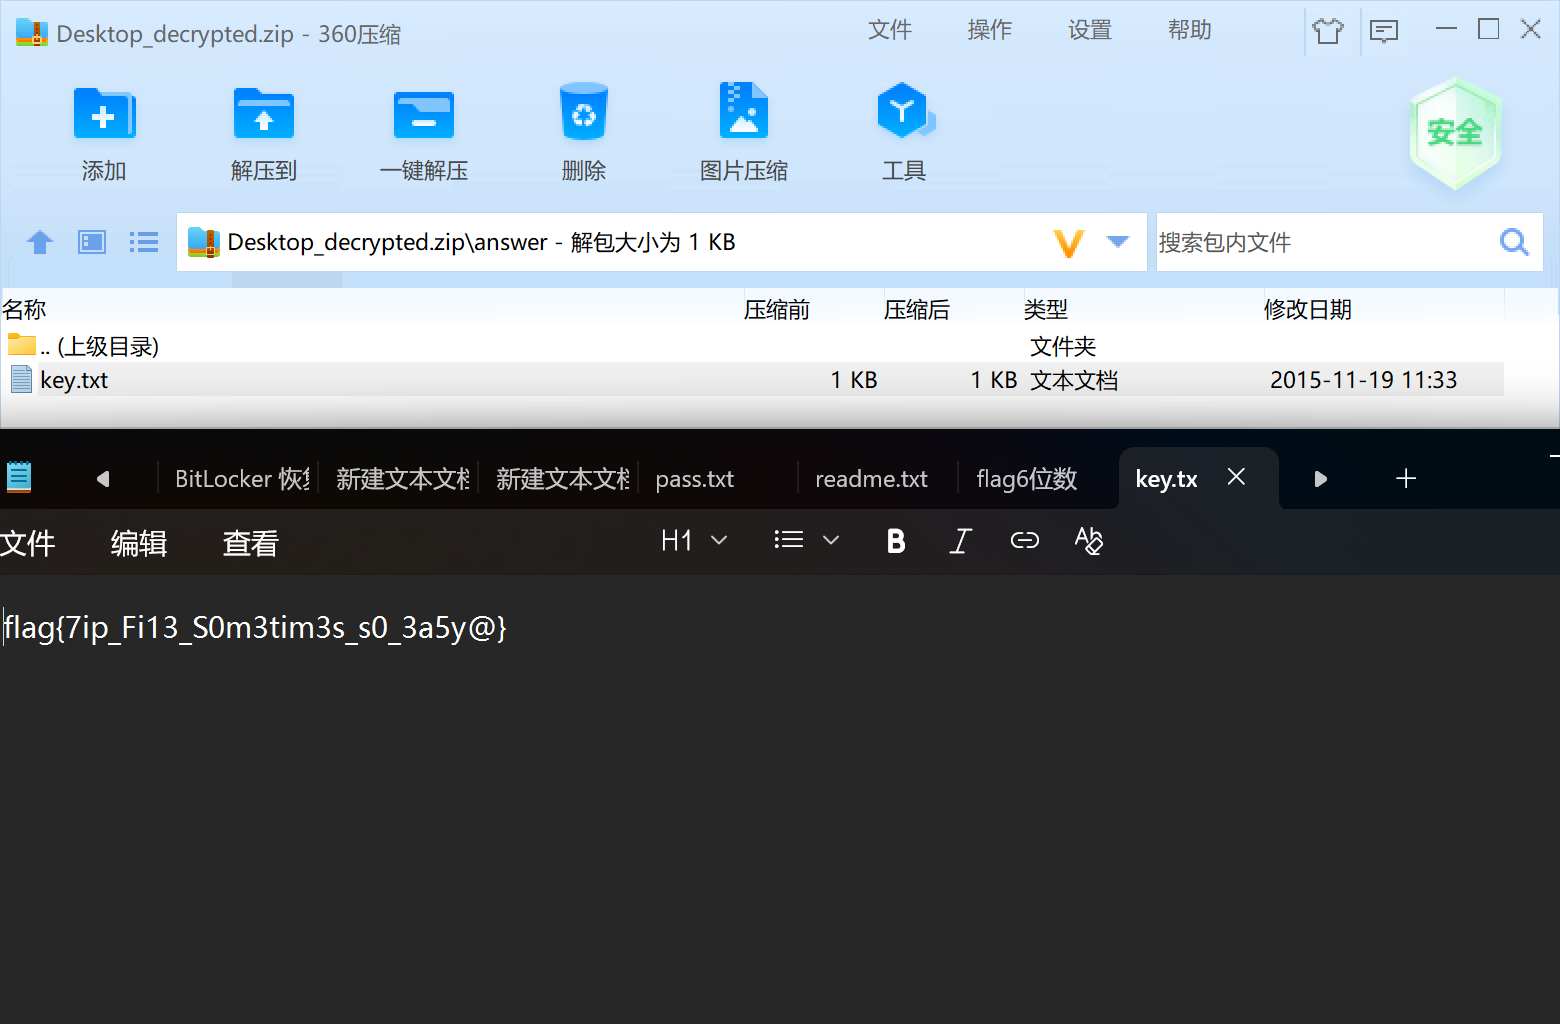 Desktop_decrypted.zip - 360压缩
文件 操作 设置 帮助
添加 解压到 一键解压 删除 图片压缩 工具
安全
Desktop_decrypted.zip\answer - 解包大小为 1 KB
搜索包内文件
名称 压缩前 压缩后 类型 修改日期
.. (上级目录) 文件夹
key.txt 1 KB 1 KB 文本文档 2015-11-19 11:33
BitLocker 恢 新建文本文 新建文本文 pass.txt readme.txt flag6位数 key.tx
文件 编辑 查看 H1 B I
flag{7ip_Fi13_S0m3tim3s_s0_3a5y@}